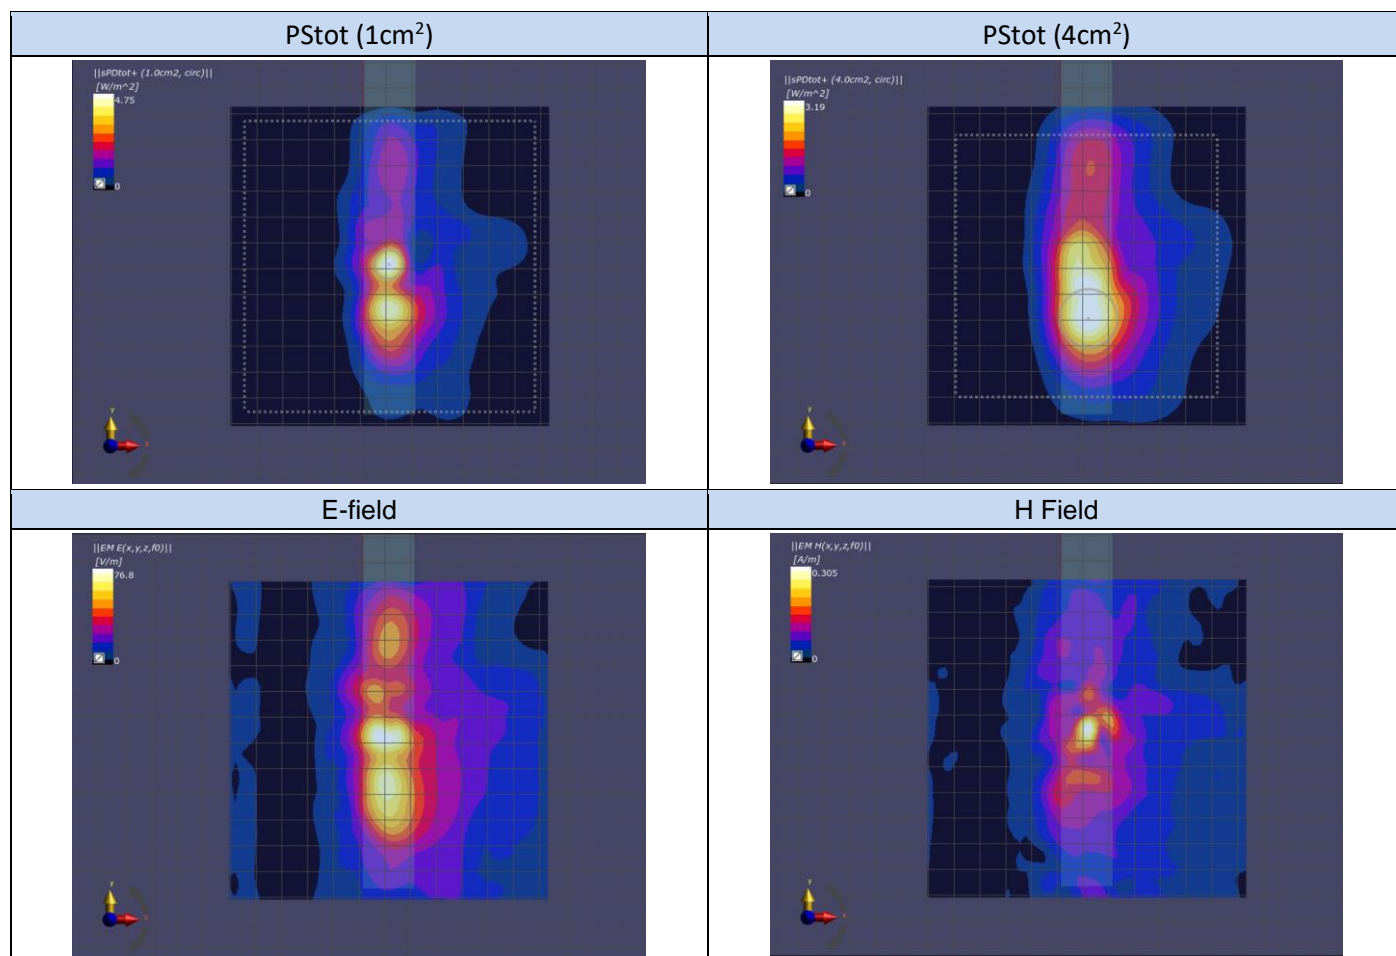 PStot (1cm²)
PStot (4cm²)
||sPDtot+ (1.0cm2, circ)||
[W/m^2]
4.75
0
y
x
||sPDtot+ (4.0cm2, circ)||
[W/m^2]
3.19
0
y
x
E-field
H Field
||EM E(x,y,z,f0)||
[V/m]
76.8
0
y
x
||EM H(x,y,z,f0)||
[A/m]
0.305
0
y
x